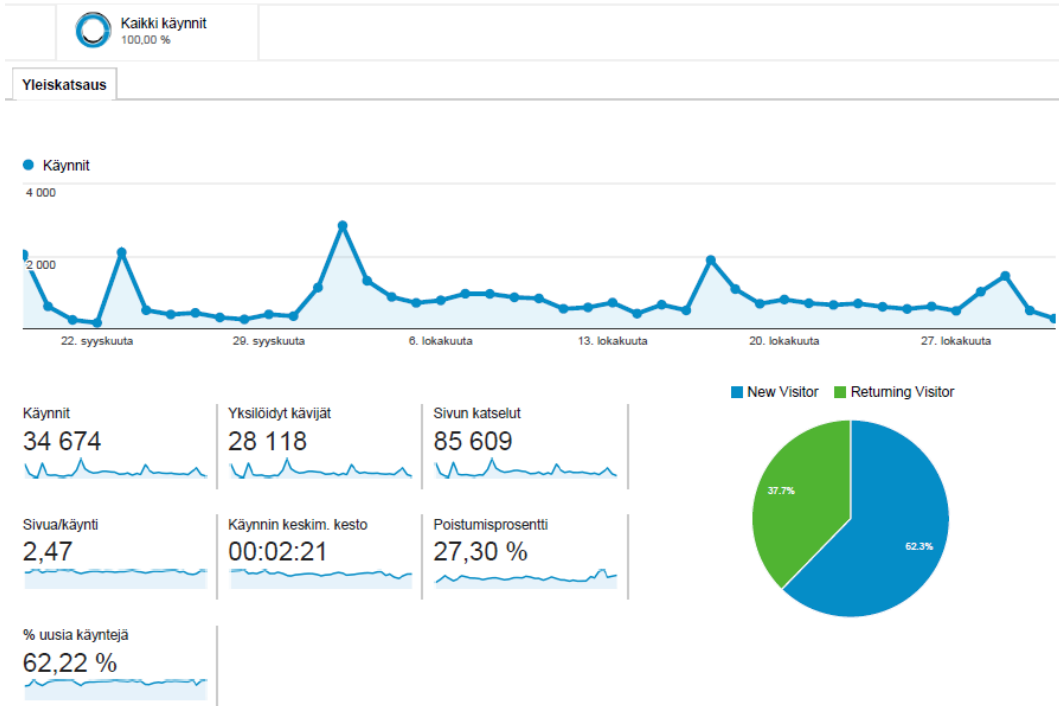 Kaikki käynnit
100,00 %
Yleiskatsaus
Käynnit
4 000
2 000
22. syyskuuta 29. syyskuuta 6. lokakuuta 13. lokakuuta 20. lokakuuta 27. lokakuuta
New Visitor Returning Visitor
Käynnit
34 674
Yksilöidyt kävijät
28 118
Sivun katselut
85 609
Sivua/käynti
2,47
Käynnin keskim. kesto
00:02:21
Poistumisprosentti
27,30 %
% uusia käyntejä
62,22 %
37.7%
62.3%